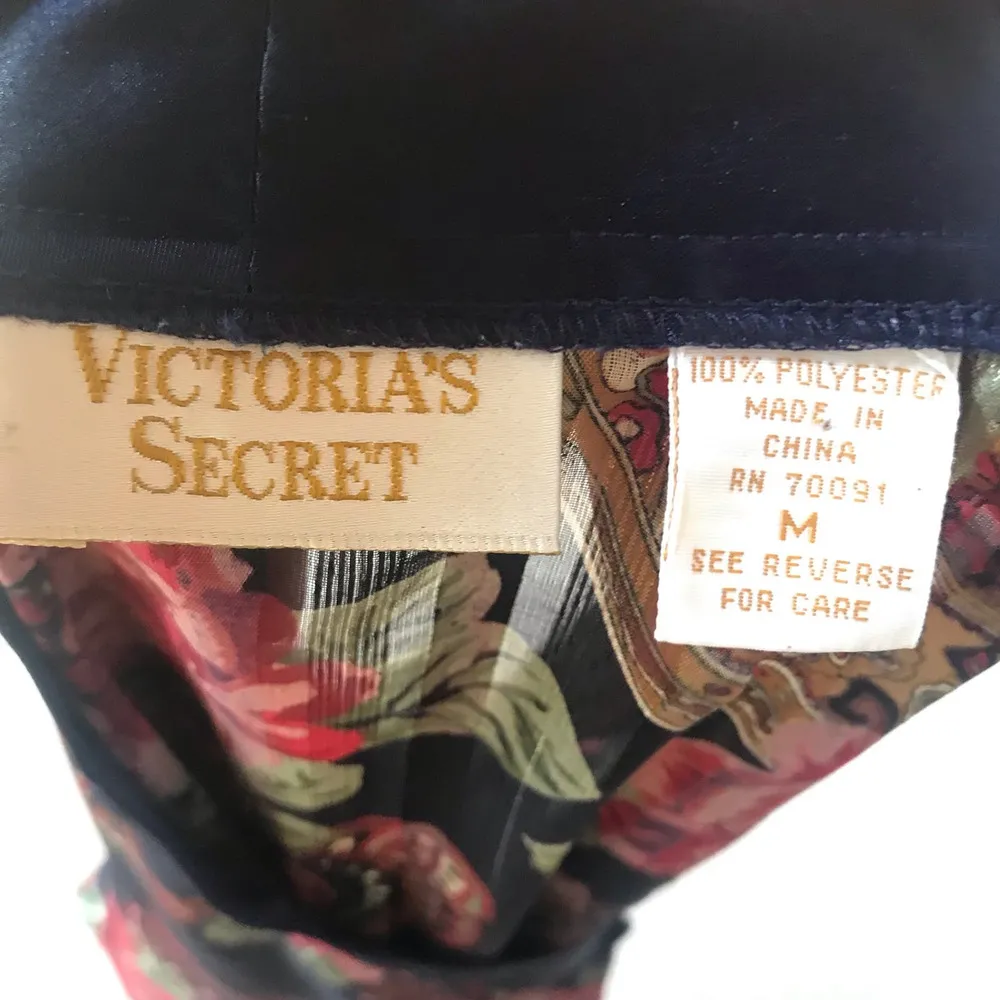 VICTORIA'S
SECRET
100% POLYESTER
MADE IN
CHINA
RN 70091
M
SEE REVERSE
FOR CARE